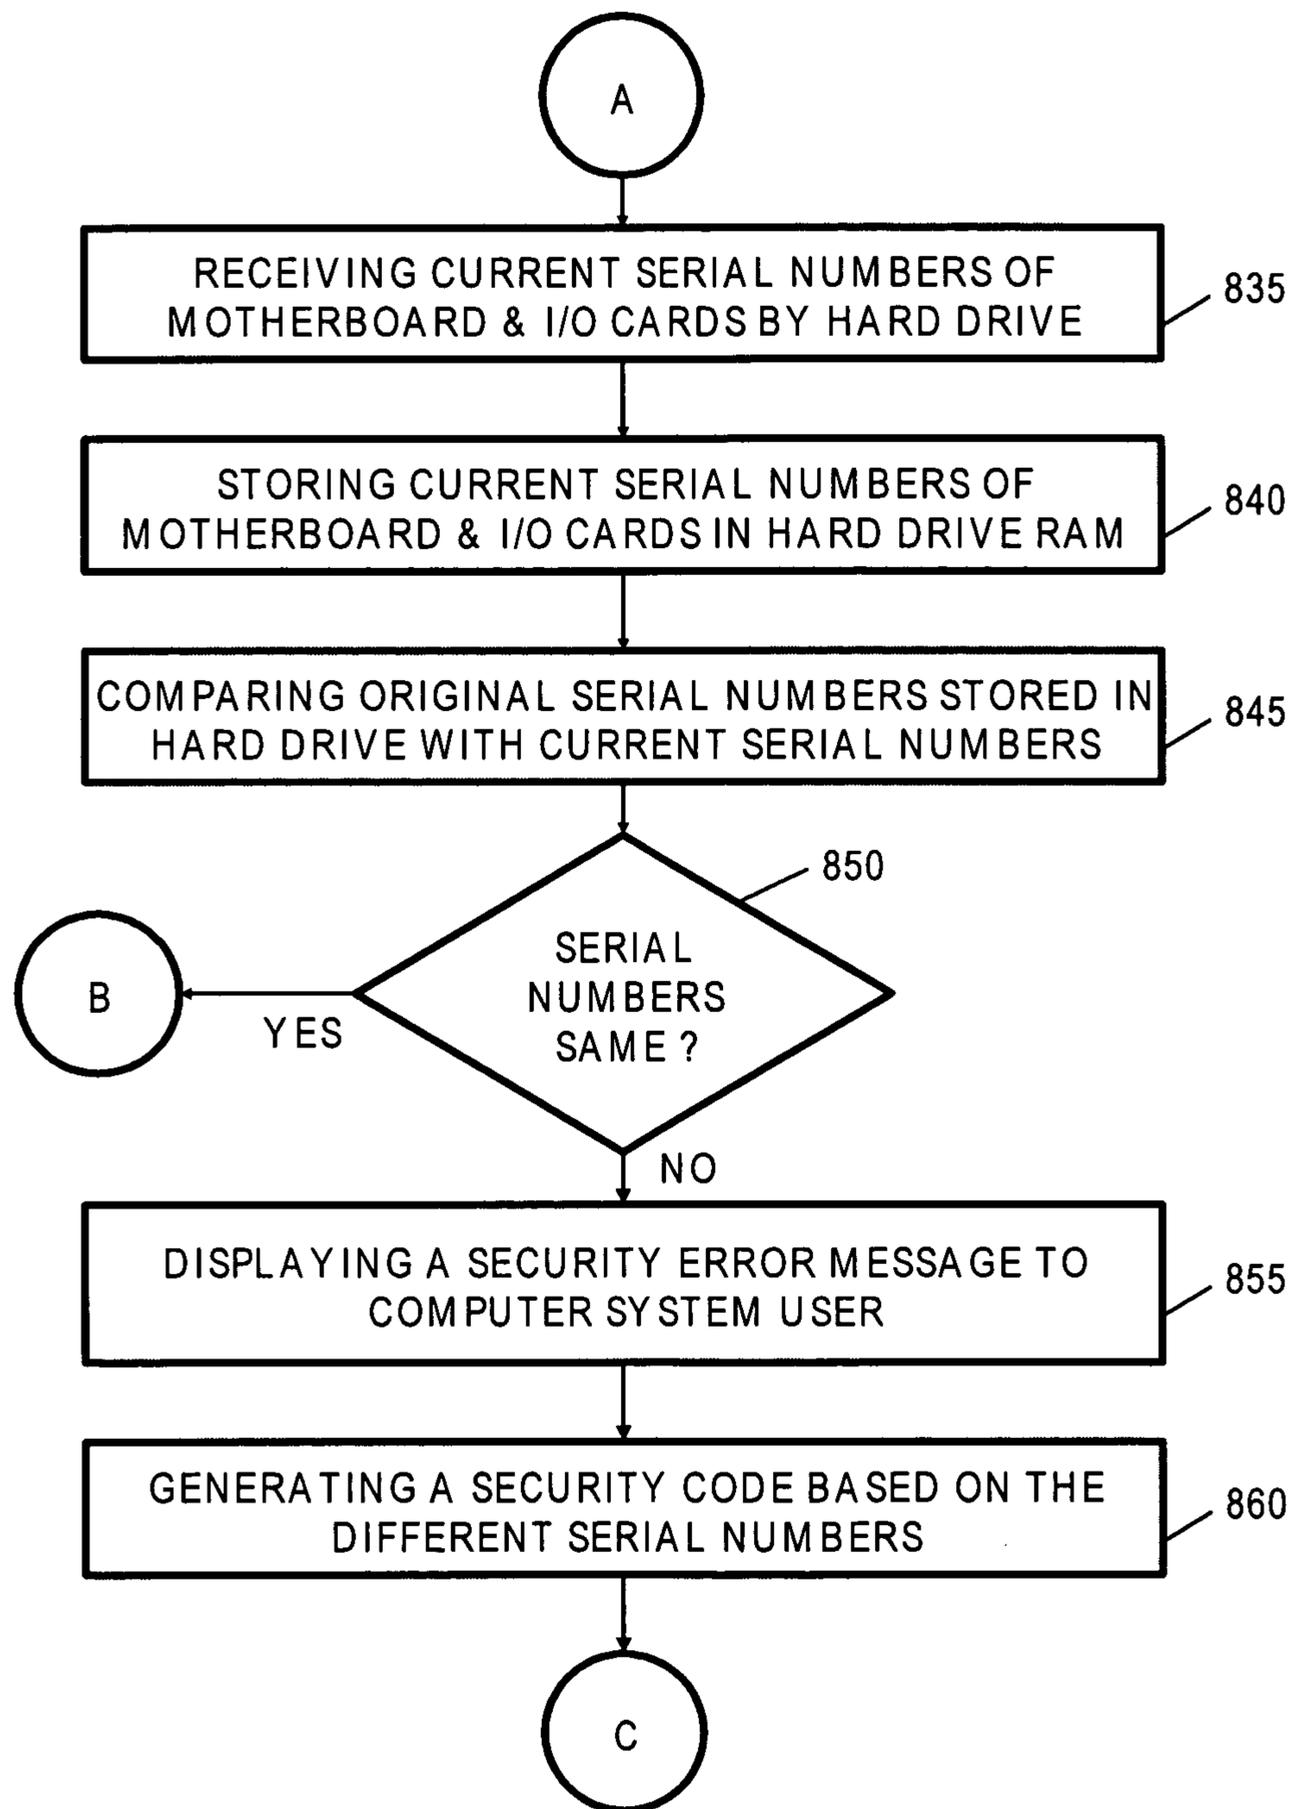 A
RECEIVING CURRENT SERIAL NUMBERS OF
MOTHERBOARD & I/O CARDS BY HARD DRIVE
835
STORING CURRENT SERIAL NUMBERS OF
MOTHERBOARD & I/O CARDS IN HARD DRIVE RAM
840
COMPARING ORIGINAL SERIAL NUMBERS STORED IN
HARD DRIVE WITH CURRENT SERIAL NUMBERS
845
850
SERIAL
NUMBERS
SAME ?
B
YES
NO
DISPLAYING A SECURITY ERROR MESSAGE TO
COMPUTER SYSTEM USER
855
GENERATING A SECURITY CODE BASED ON THE
DIFFERENT SERIAL NUMBERS
860
C